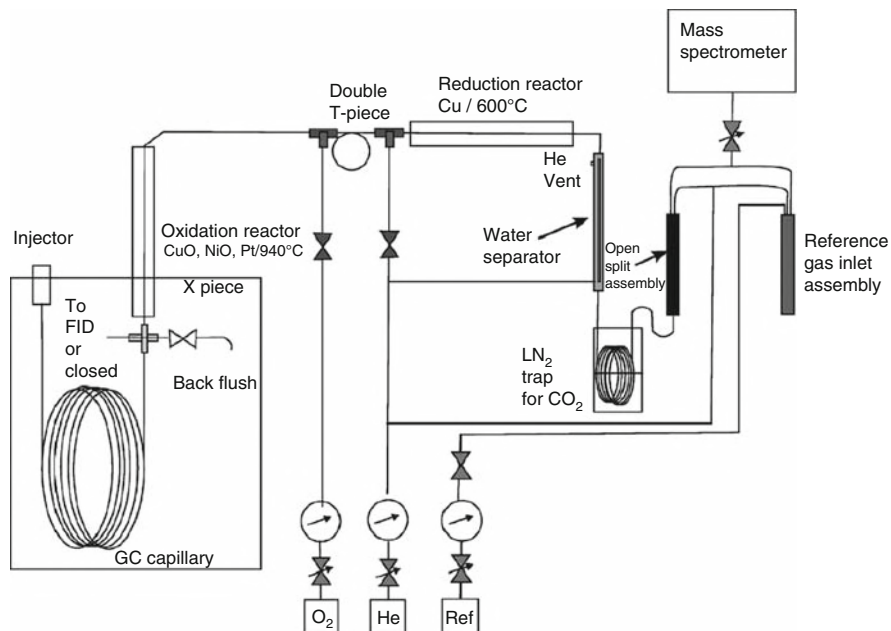 Mass
spectrometer
Double
T-piece
Reduction reactor
Cu / 600°C
He
Vent
Injector
Oxidation reactor
CuO, NiO, Pt/940°C
Water
separator
Open
split
assembly
Reference
gas inlet
assembly
X piece
To
FID
or
closed
Back flush
LN₂
trap
for CO₂
GC capillary
O₂
He
Ref